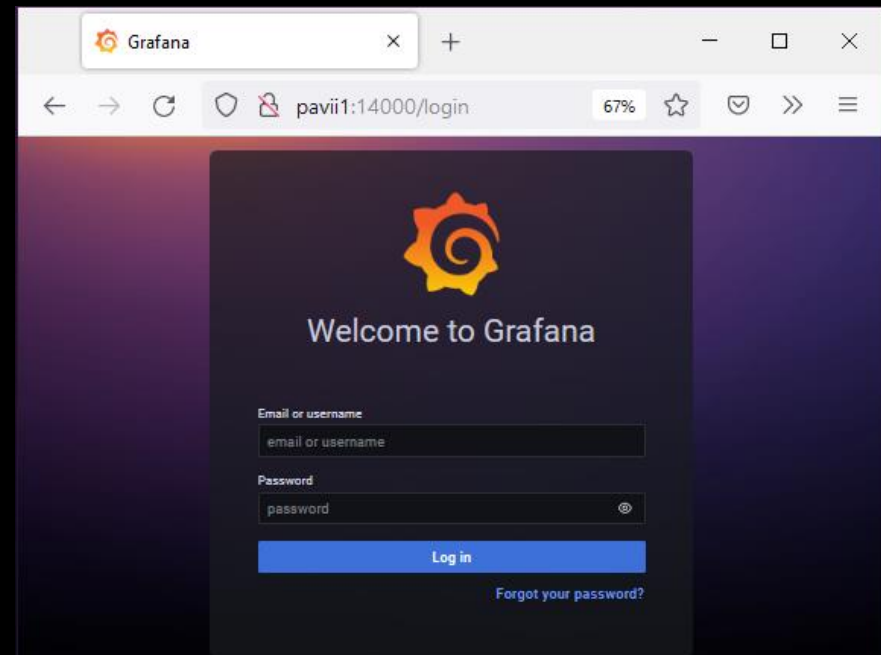 Grafana
pavii1:14000/login
67%
Welcome to Grafana
Email or username
email or username
Password
password
Log in
Forgot your password?